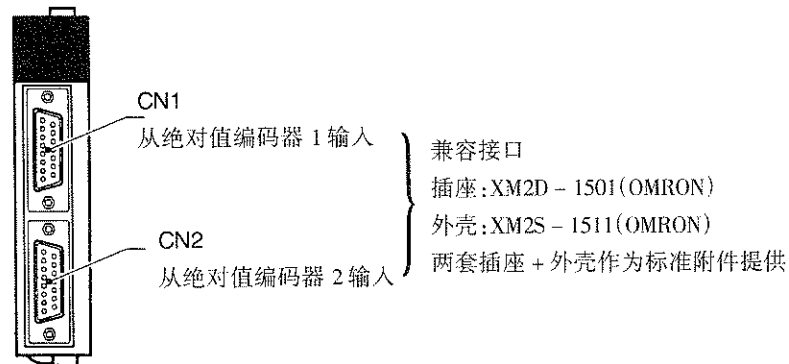 CN1
从绝对值编码器 1 输入
CN2
从绝对值编码器 2 输入
兼容接口
插座:XM2D-1501(OMRON)
外壳:XM2S-1511(OMRON)
两套插座+外壳作为标准附件提供